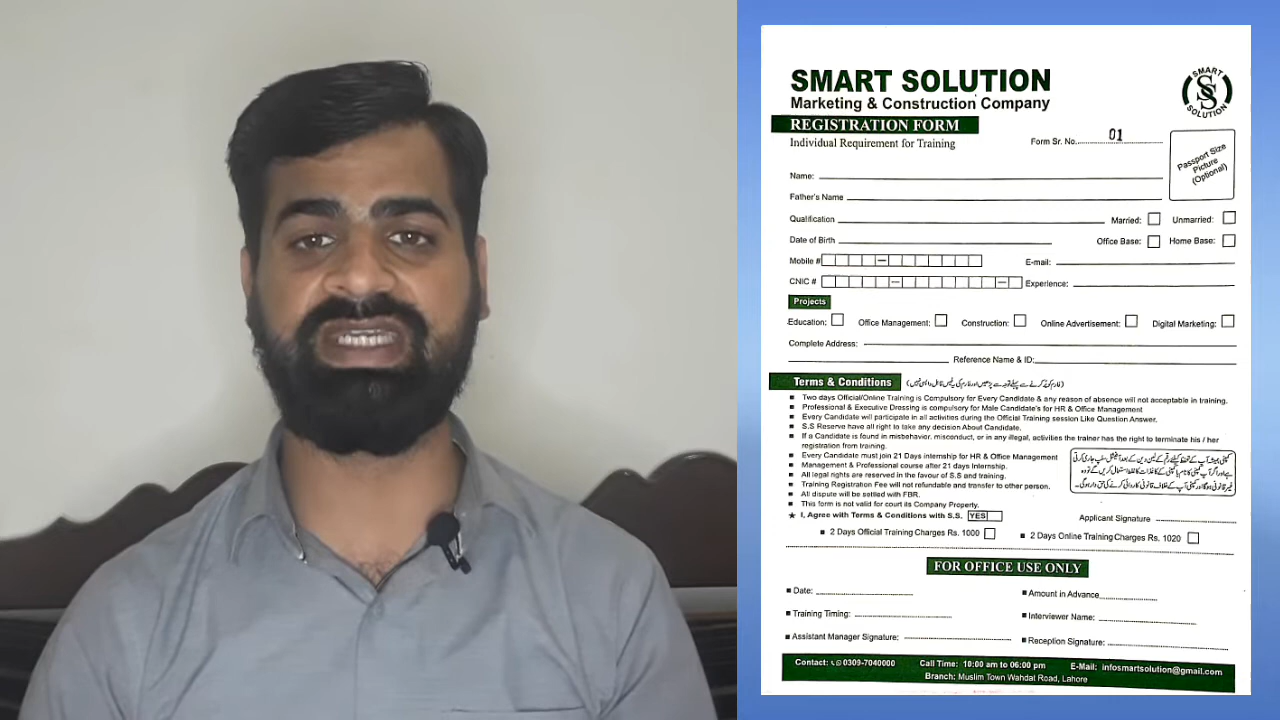 SMART SOLUTION
Marketing & Construction Company
SMART
SS
SOLUTION
REGISTRATION FORM
Individual Requirement for Training
Form Sr. No. 01
Passport Size
Picture
(Optional)
Name:
Father's Name
Qualification Married: Unmarried:
Date of Birth Office Base: Home Base:
Mobile # E-mail:
CNIC # Experience:
Projects
Education: Office Management: Construction: Online Advertisement: Digital Marketing:
Complete Address:
Reference Name & ID:
Terms & Conditions
Two days Official/Online Training is Compulsory for Every Candidate & any reason of absence will not acceptable in training.
Professional & Executive Dressing is compulsory for Male Candidate's for HR & Office Management
Every Candidate will participate in all activities during the Official Training session Like Question Answer.
S.S Reserve have all right to take any decision About Candidate.
If a Candidate is found in misbehavior, misconduct, or in any illegal, activities the trainer has the right to terminate his / her
registration from training.
Every Candidate must join 21 Days internship for HR & Office Management
Management & Professional course after 21 days Internship.
All legal rights are reserved in the favour of S.S and training.
Training Registration Fee will not refundable and transfer to other person.
All dispute will be settled with FBR.
This form is not valid for court its Company Property.
★ I, Agree with Terms & Conditions with S.S. YES
Applicant Signature
2 Days Official Training Charges Rs. 1000
2 Days Online Training Charges Rs. 1020
FOR OFFICE USE ONLY
Date: Amount in Advance
Training Timing: Interviewer Name:
Assistant Manager Signature: Reception Signature:
Contact: 0309-7040000 Call Time: 10:00 am to 06:00 pm E-Mail: infosmartsolution@gmail.com
Branch: Muslim Town Wahdal Road, Lahore